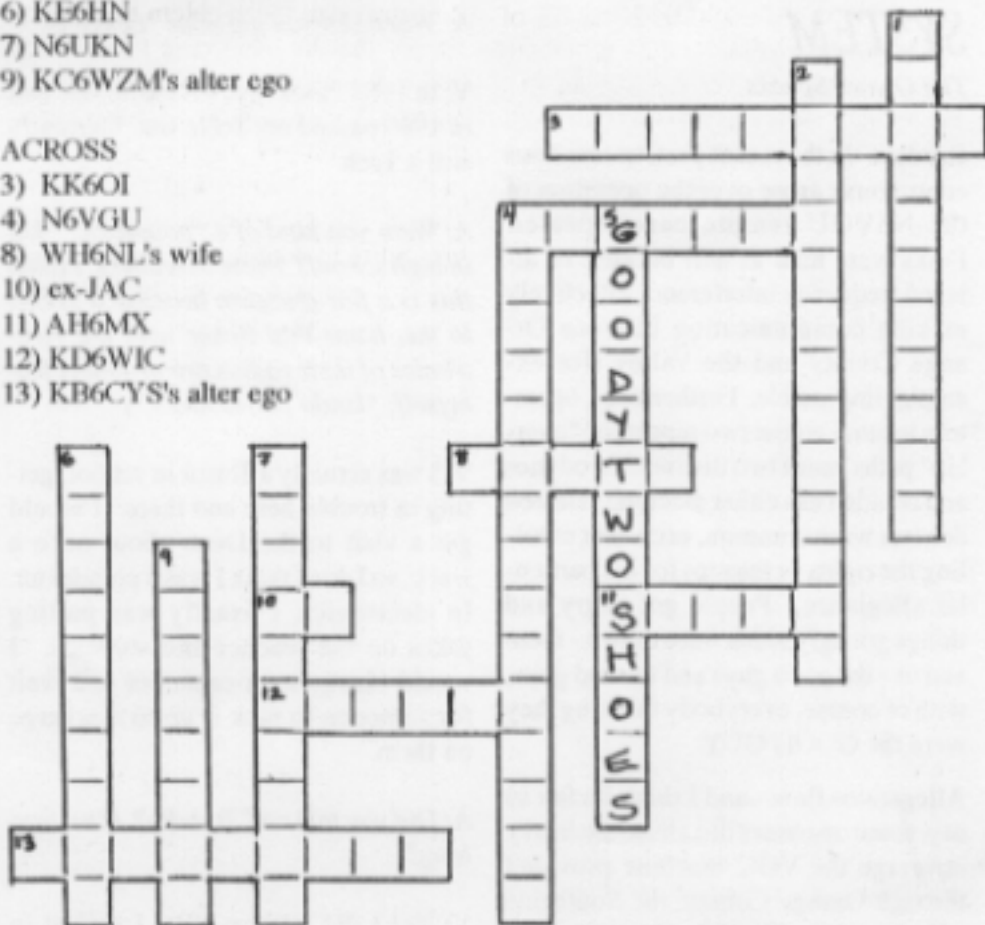 6) KE6HN
7) N6UKN
9) KC6WZM's alter ego
ACROSS
3) KK6OI
4) N6VGU
8) WH6NL's wife
10) ex-JAC
11) AH6MX
12) KD6WIC
13) KB6CYS's alter ego
1
2
3
4
5
G
O
O
D
Y
T
W
O
S
H
O
E
S
6
7
8
9
10
11
12
13